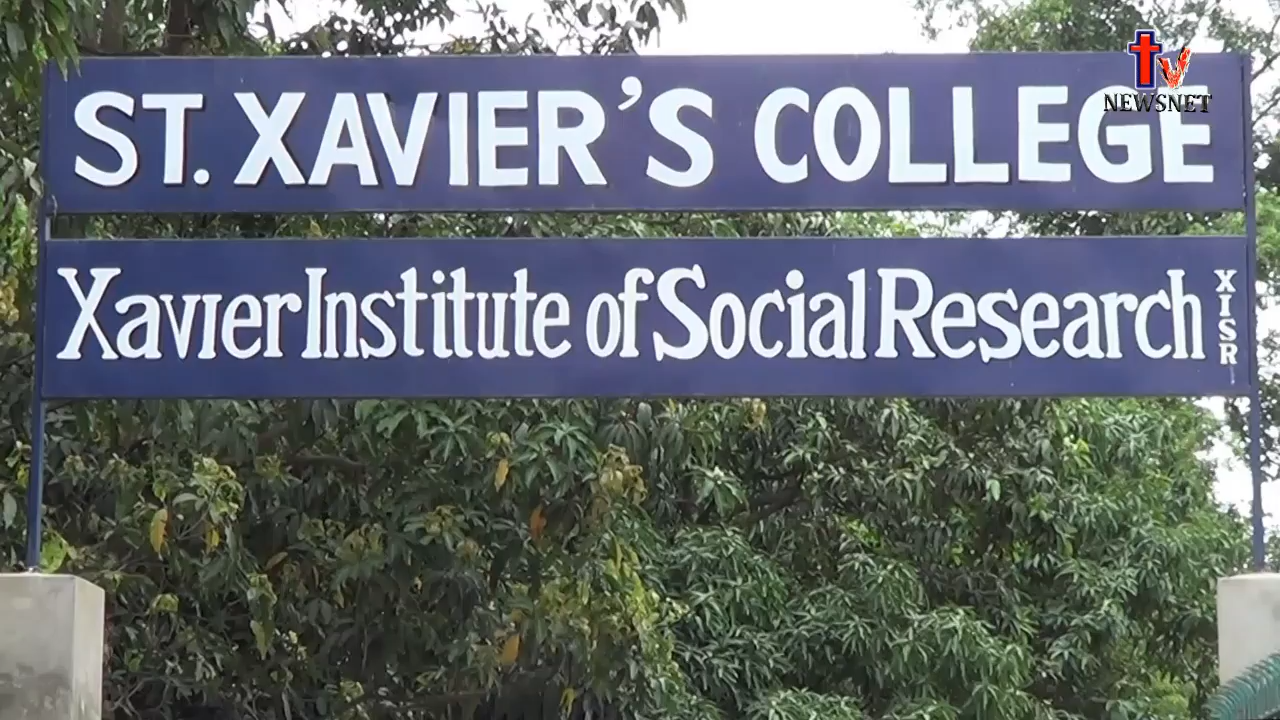 tv
NEWSNET
ST. XAVIER'S COLLEGE
Xavier Institute of Social Research
XISR